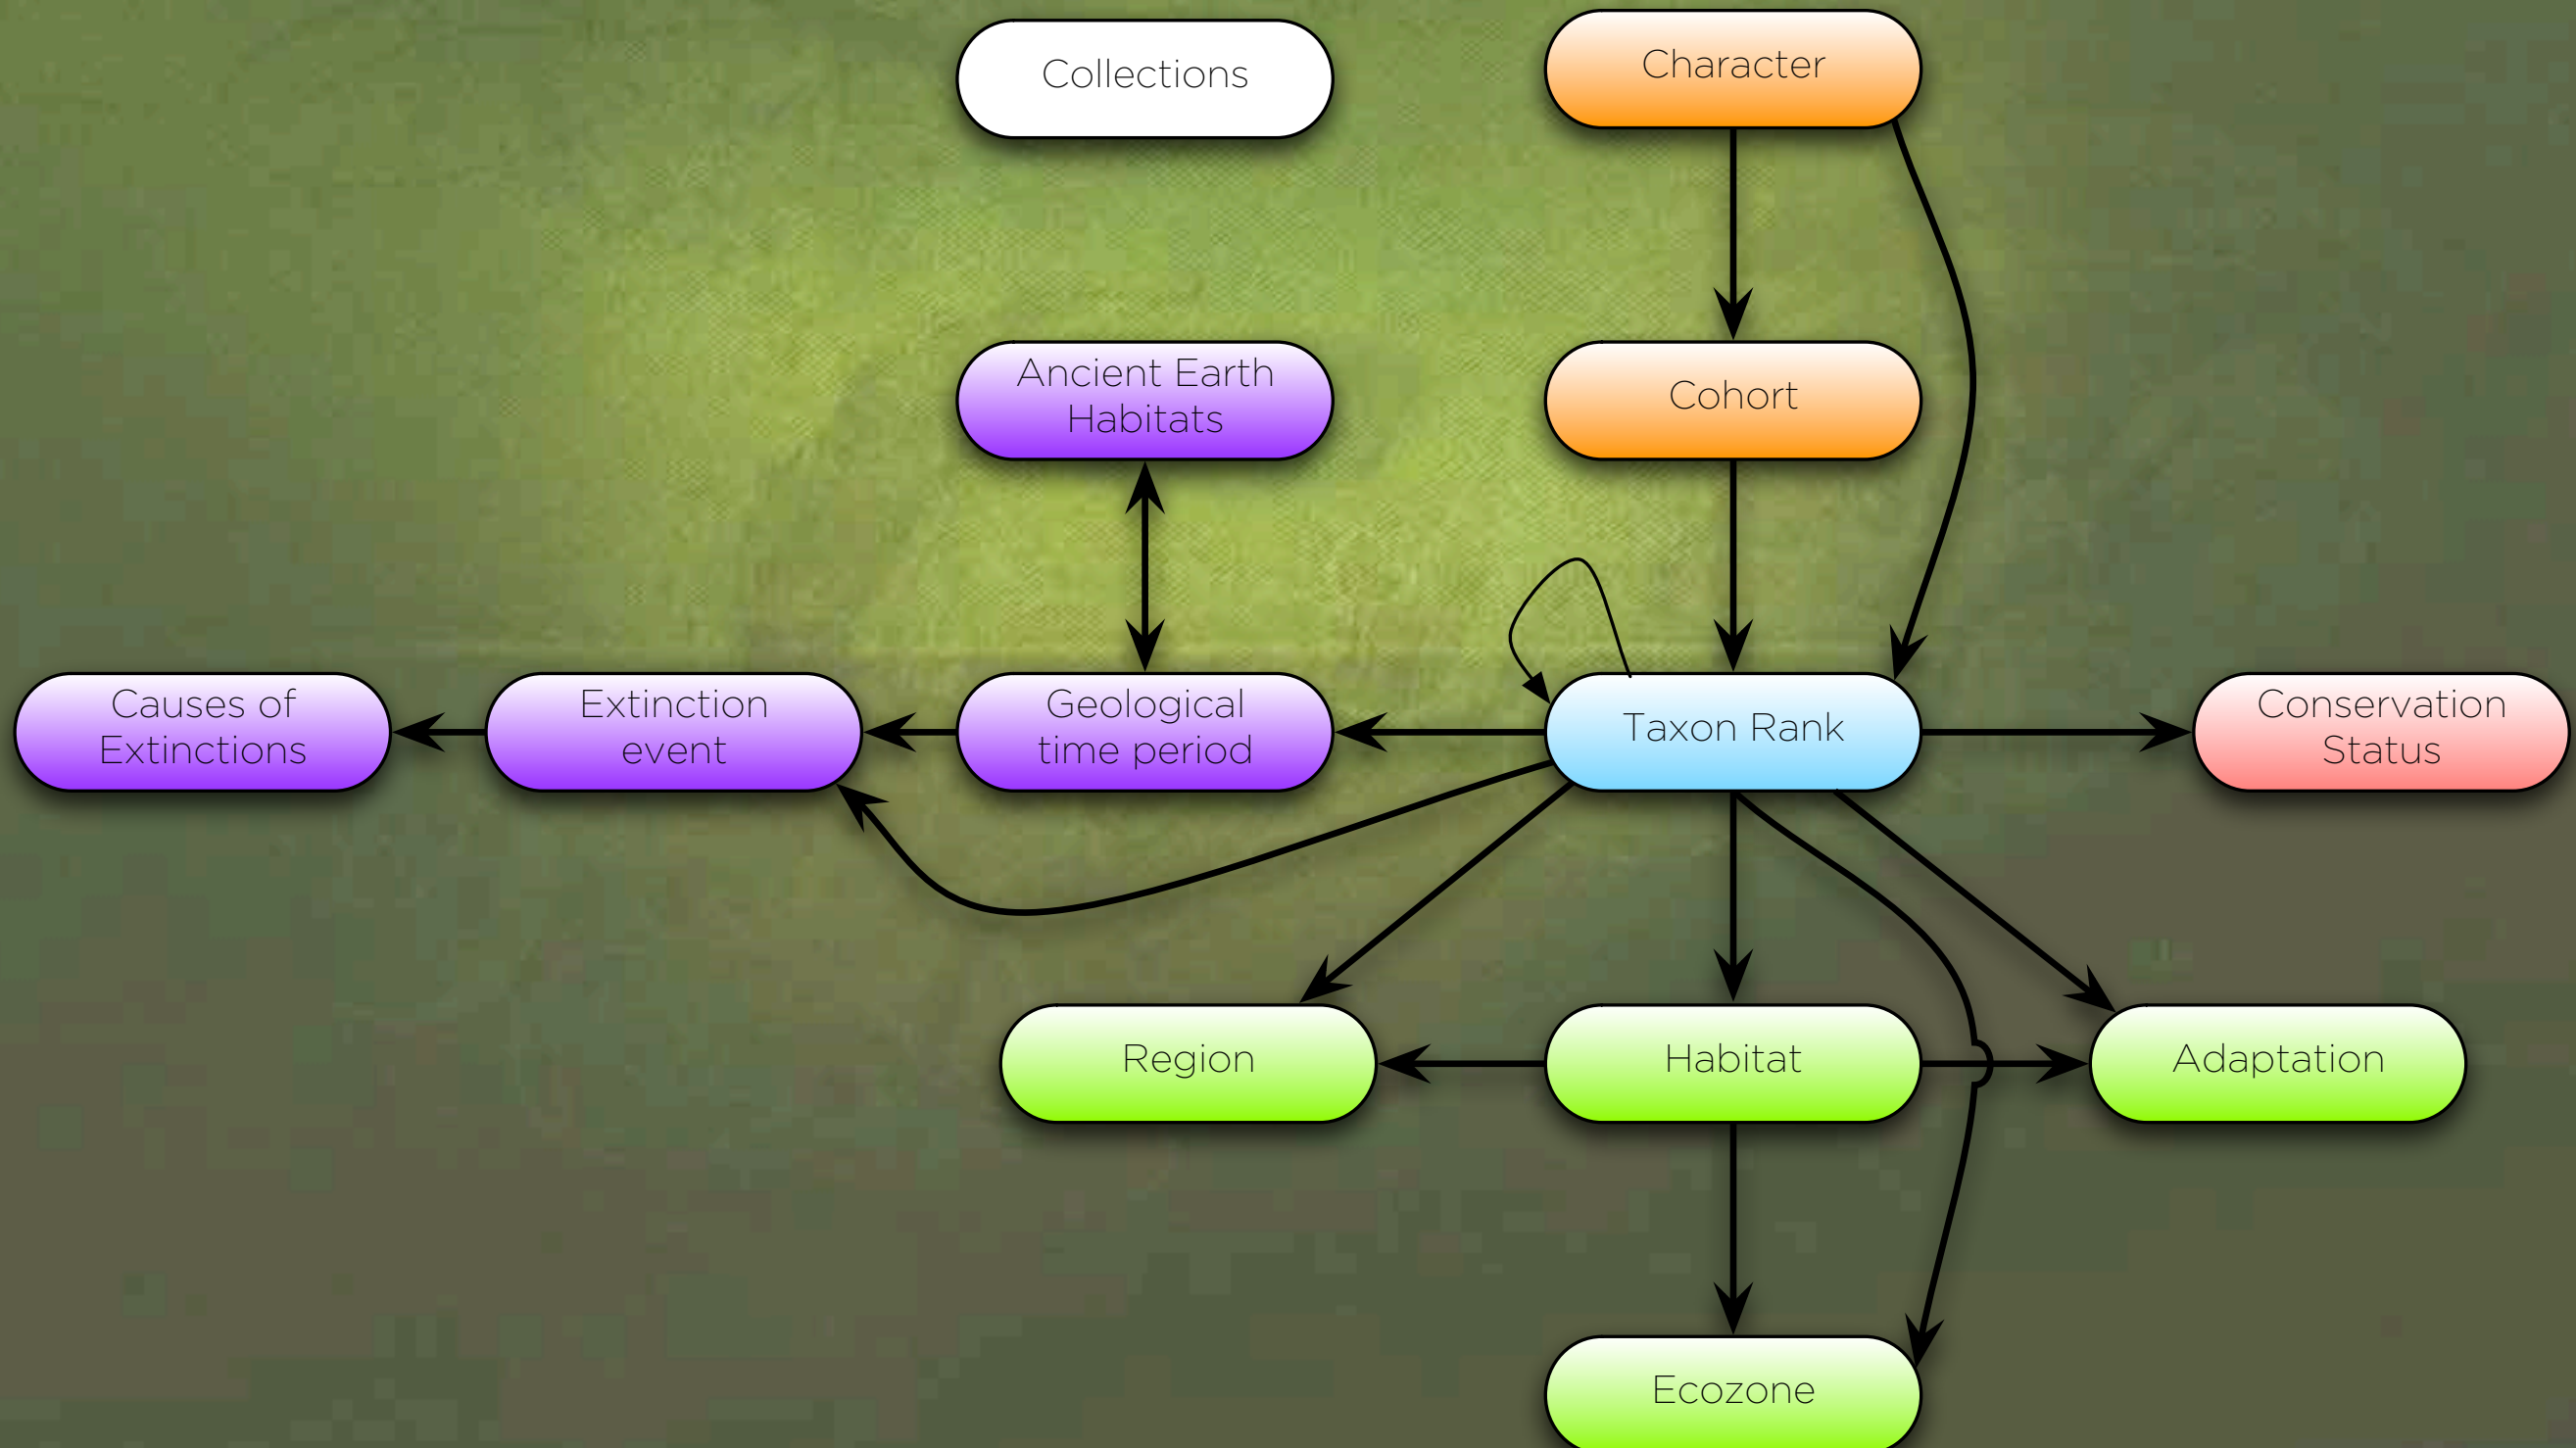 Collections
Character
Ancient Earth
Habitats
Cohort
Causes of
Extinctions
Extinction
event
Geological
time period
Taxon Rank
Conservation
Status
Region
Habitat
Adaptation
Ecozone